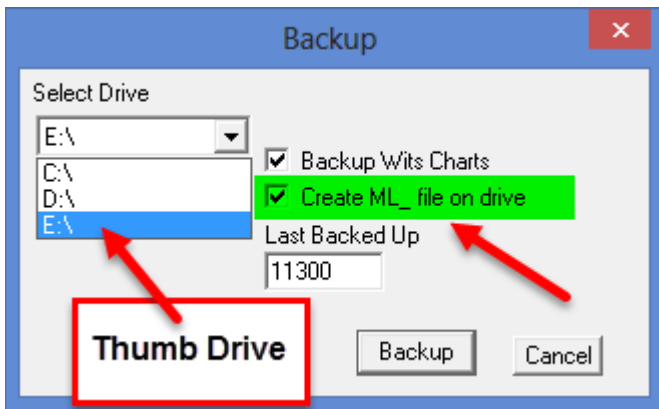 Backup
Select Drive
E:\
C:\
D:\
E:\
Backup Wits Charts
Create ML_ file on drive
Last Backed Up
11300
Thumb Drive
Backup
Cancel